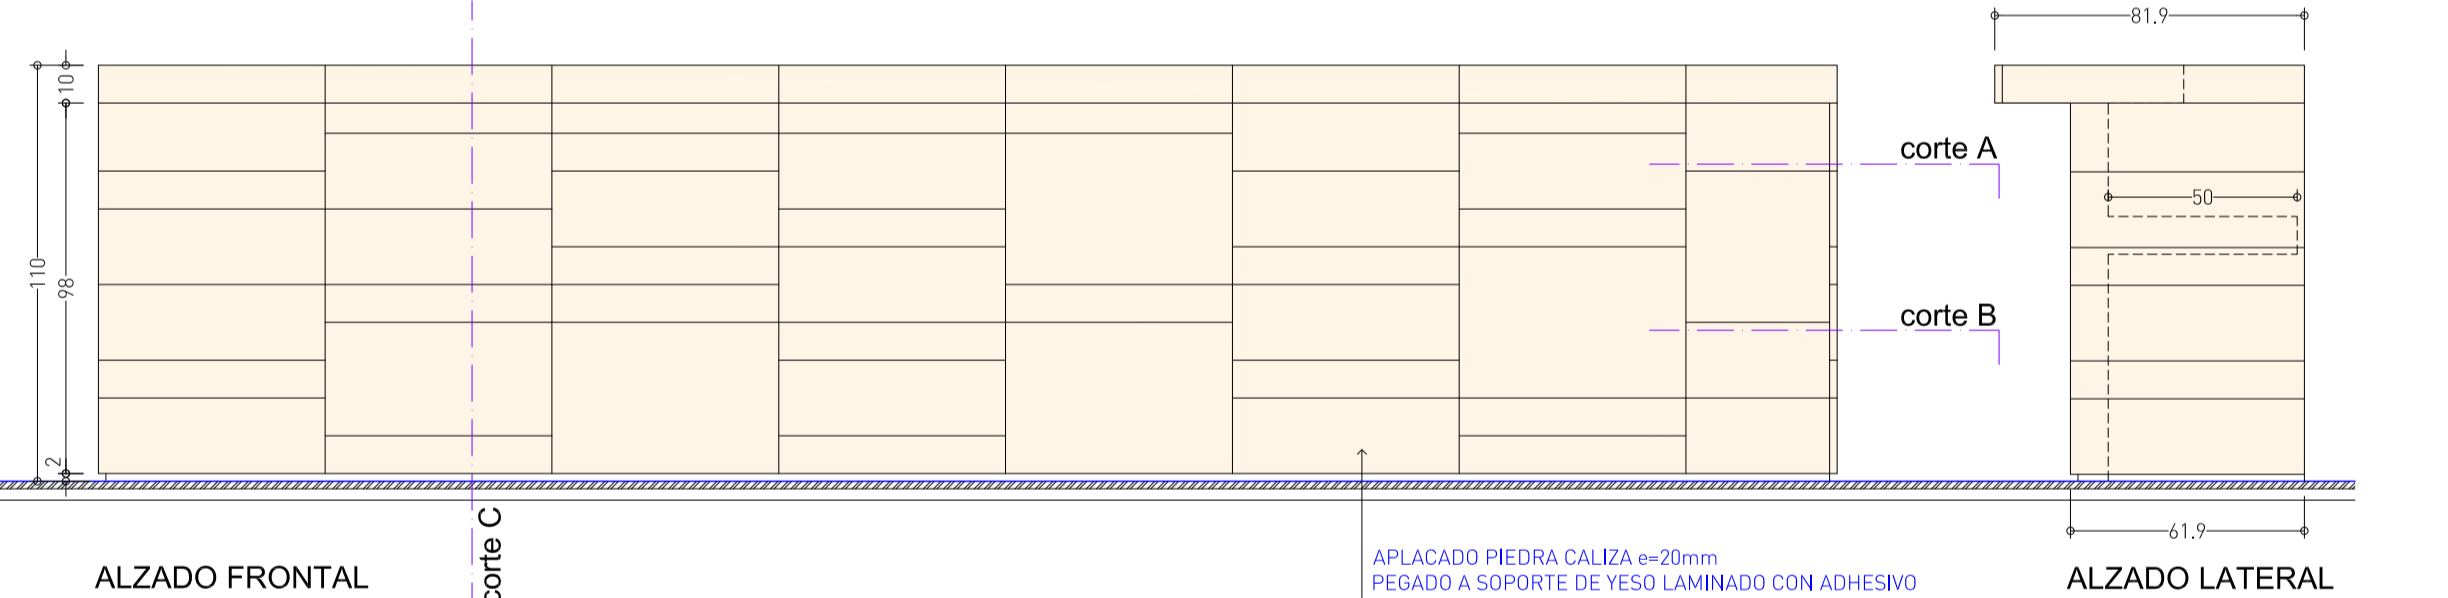 81.9
10
corte A
50
110
98
corte B
2
corte C
61.9
APLACADO PIEDRA CALIZA e=20mm
PEGADO A SOPORTE DE YESO LAMINADO CON ADHESIVO
ALZADO FRONTAL
ALZADO LATERAL